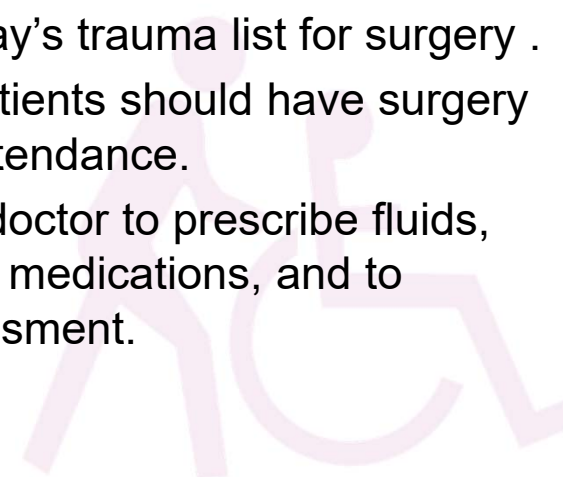 ay’s trauma list for surgery .
tients should have surgery
tendance.
doctor to prescribe fluids,
medications, and to
sment.